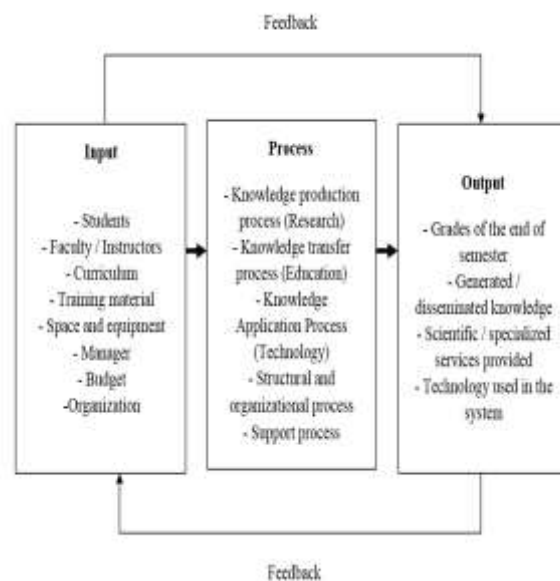 Feedback
Input
- Students
- Faculty / Instructors
- Curriculum
- Training material
- Space and equipment
- Manager
- Budget
-Organization
Process
- Knowledge production
process (Research)
- Knowledge transfer
process (Education)
- Knowledge
Application Process
(Technology)
- Structural and
organizational process
- Support process
Output
- Grades of the end of
semester
- Generated /
disseminated knowledge
- Scientific / specialized
services provided
- Technology used in the
system
Feedback